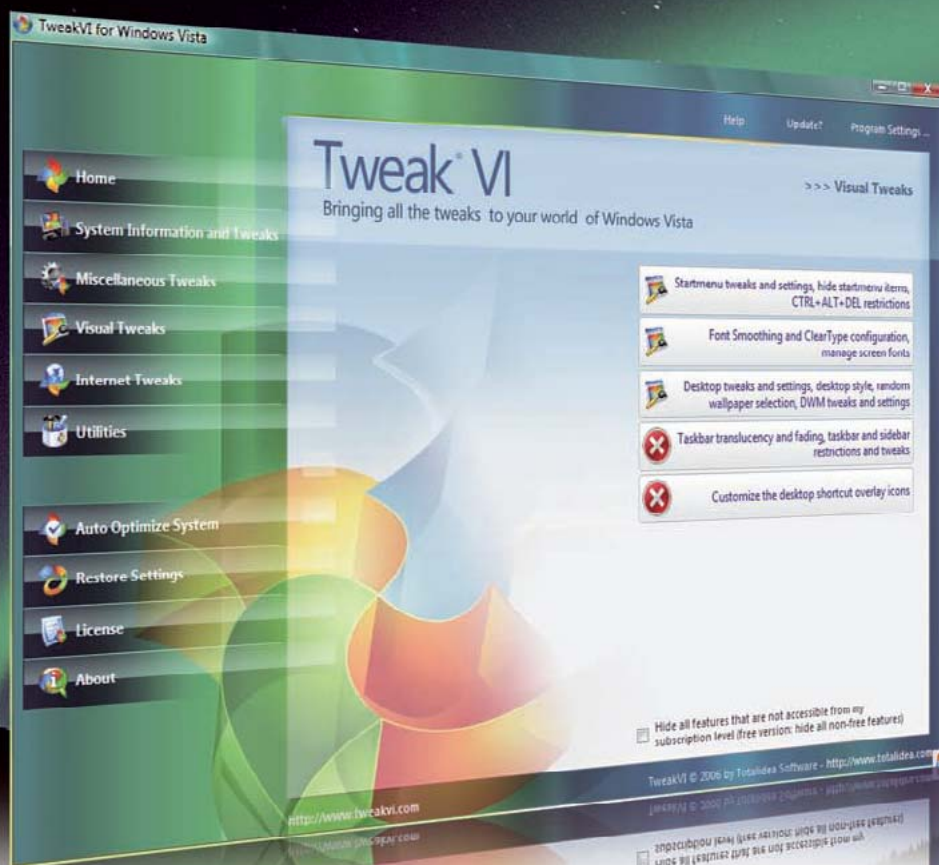 TweakVI for Windows Vista
Help
Update?
Program Settings ...
Home
System Information and Tweaks
Miscellaneous Tweaks
Visual Tweaks
Internet Tweaks
Utilities
Auto Optimize System
Restore Settings
License
About
Tweak VI
Bringing all the tweaks to your world of Windows Vista
>>> Visual Tweaks
Startmenu tweaks and settings, hide startmenu items,
CTRL+ALT+DEL restrictions
Font Smoothing and ClearType configuration,
manage screen fonts
Desktop tweaks and settings, desktop style, random
wallpaper selection, DWM tweaks and settings
Taskbar translucency and fading, taskbar and sidebar
restrictions and tweaks
Customize the desktop shortcut overlay icons
Hide all features that are not accessible from my
subscription level (free version: hide all non-free features)
http://www.tweakvi.com
TweakVI © 2006 by Totalidea Software - http://www.totalidea.com